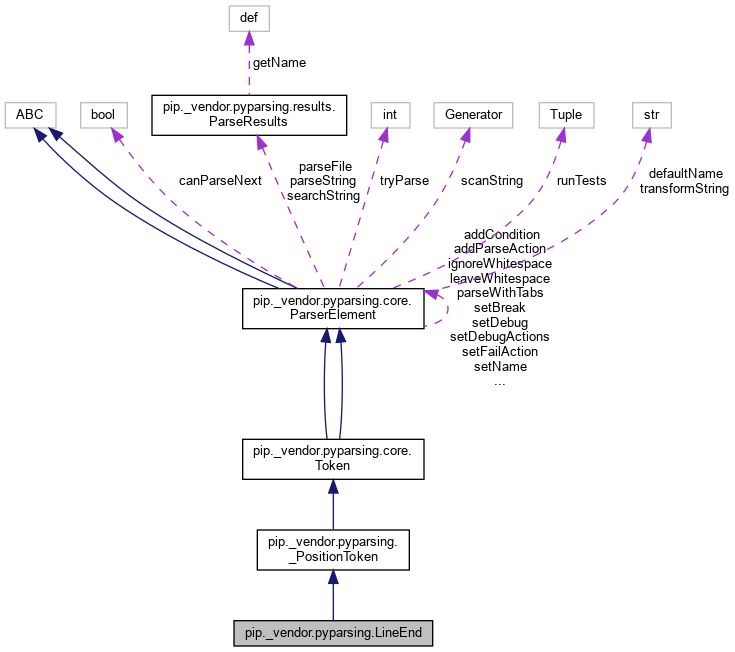 def
getName
pip._vendor.pyparsing.results.
ParseResults
ABC
bool
int
Generator
Tuple
str
canParseNext
parseFile
parseString
searchString
tryParse
scanString
runTests
defaultName
transformString
addCondition
addParseAction
ignoreWhitespace
leaveWhitespace
parseWithTabs
setBreak
setDebug
setDebugActions
setFailAction
setName
...
pip._vendor.pyparsing.core.
ParserElement
pip._vendor.pyparsing.core.
Token
pip._vendor.pyparsing.
_PositionToken
pip._vendor.pyparsing.LineEnd